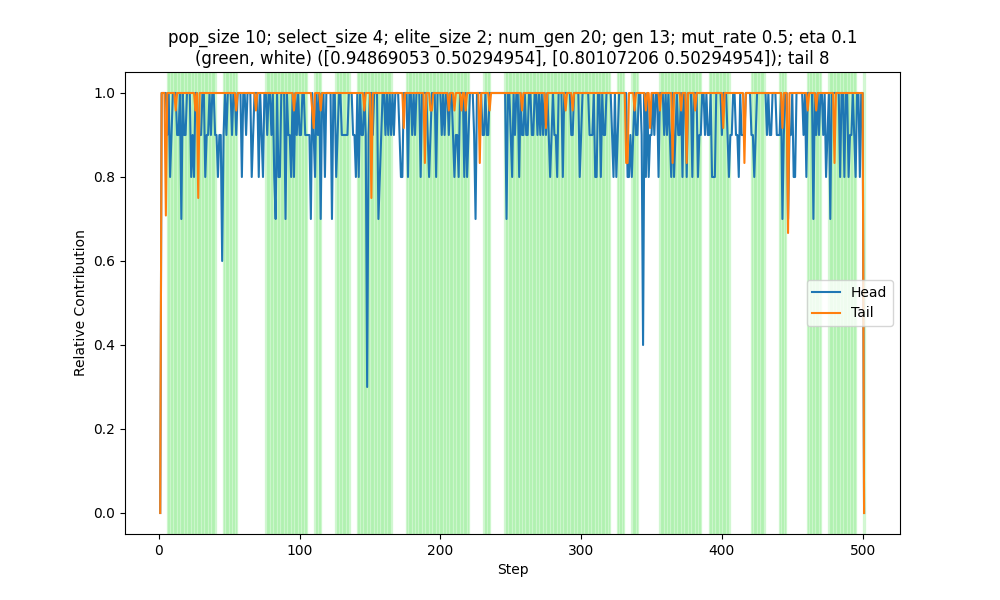 pop_size 10; select_size 4; elite_size 2; num_gen 20; gen 13; mut_rate 0.5; eta 0.1
(green, white) ([0.94869053 0.50294954], [0.80107206 0.50294954]); tail 8
1.0
0.8
0.6
0.4
0.2
0.0
Relative Contribution
Head
Tail
0
100
200
300
400
500
Step